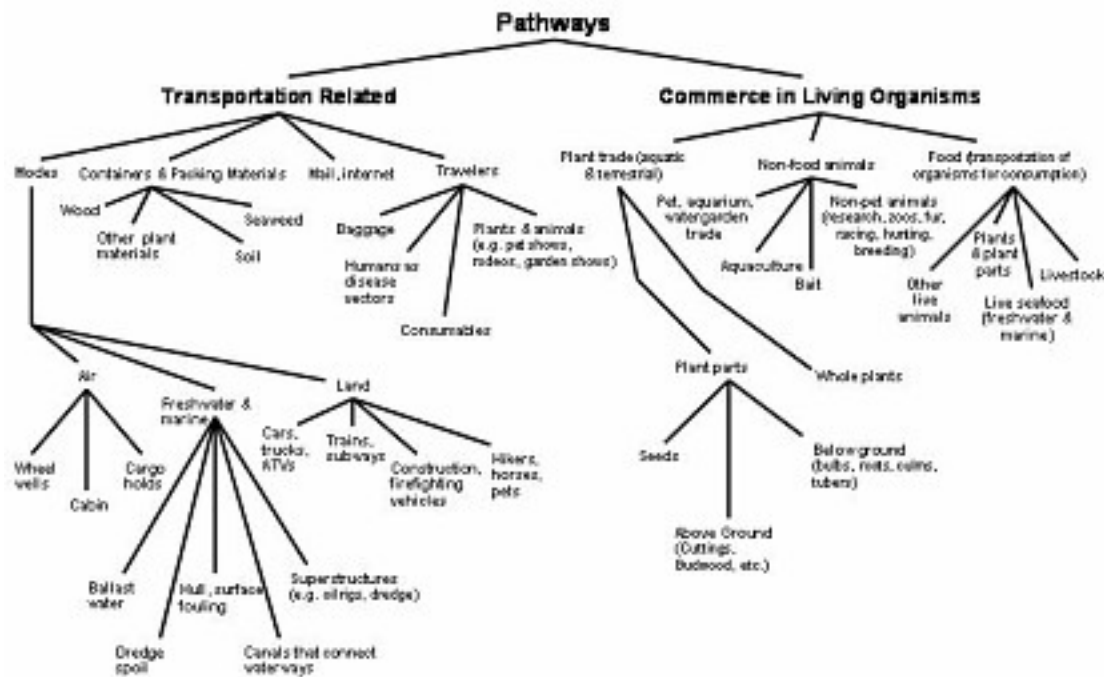 Pathways
Transportation Related
Commerce in Living Organisms
Modes
Containers & Packing Materials
Mail, internet
Travelers
Plant trade (aquatic
& terrestrial)
Non-food animals
Food (transportation of
organisms for consumption)
Wood
Other plant
materials
Soil
Seaweed
Baggage
Humans as
disease
vectors
Consumables
Plants & animals
(e.g. pet shows,
rodeos, garden shows)
Pet, aquarium,
watergarden
trade
Aquaculture
Bait
Non-pet animals
(research, zoos, fur,
racing, hunting,
breeding)
Other
live
animals
Plants
& plant
parts
Live seafood
(freshwater &
marine)
Livestock
Air
Freshwater &
marine
Land
Plant parts
Whole plants
Wheel
wells
Cabin
Cargo
holds
Cars,
trucks,
ATVs
Trains,
subways
Construction,
firefighting
vehicles
Hikers,
horses,
pets
Seeds
Above Ground
(Cuttings,
Budwood, etc.)
Below ground
(bulbs, roots, culms,
tubers)
Ballast
water
Dredge
spoil
Hull, surface
fouling
Canals that connect
waterways
Superstructures
(e.g. oil rigs, dredge)